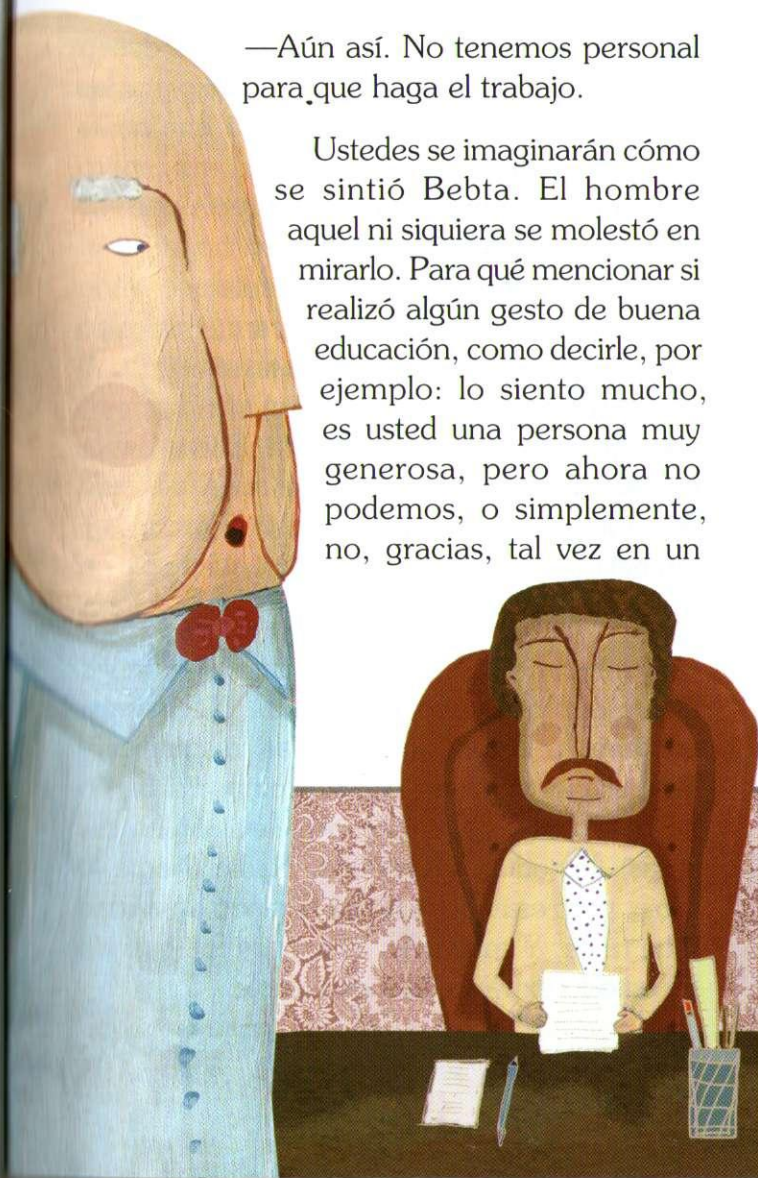 —Aún así. No tenemos personal
para que haga el trabajo.
Ustedes se imaginarán cómo
se sintió Bebta. El hombre
aquel ni siquiera se molestó en
mirarlo. Para qué mencionar si
realizó algún gesto de buena
educación, como decirle, por
ejemplo: lo siento mucho,
es usted una persona muy
generosa, pero ahora no
podemos, o simplemente,
no, gracias, tal vez en un